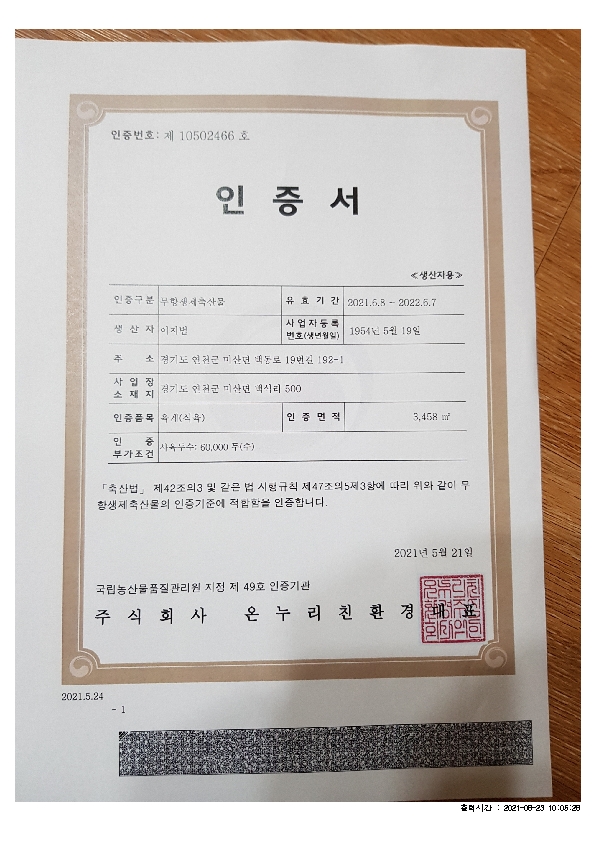 인증번호: 제 10502466 호
인 증 서
≪생산자용≫
인증구분 무항생제축산물 유 효 기 간 2021.6.8 ~ 2022.6.7
생 산 자 이지범 사업자등록 번호(생년월일) 1954년 5월 19일
주 소 경기도 연천군 미산면 백동로 19번길 192-1
사 업 장 소 재 지 경기도 연천군 미산면 백석리 500
인증품목 육계(식육) 인 증 면 적 3,458 ㎡
인 증 부가조건 사육두수: 60,000 두(수)
「축산법」 제42조의3 및 같은 법 시행규칙 제47조의5제3항에 따라 위와 같이 무
항생제축산물의 인증기준에 적합함을 인증합니다.
2021년 5월 21일
국립농산물품질관리원 지정 제 49호 인증기관
주 식 회 사 온 누 리 친 환 경 대 표
2021.5.24
- 1
출력시간 : 2021-08-23 10:05:28